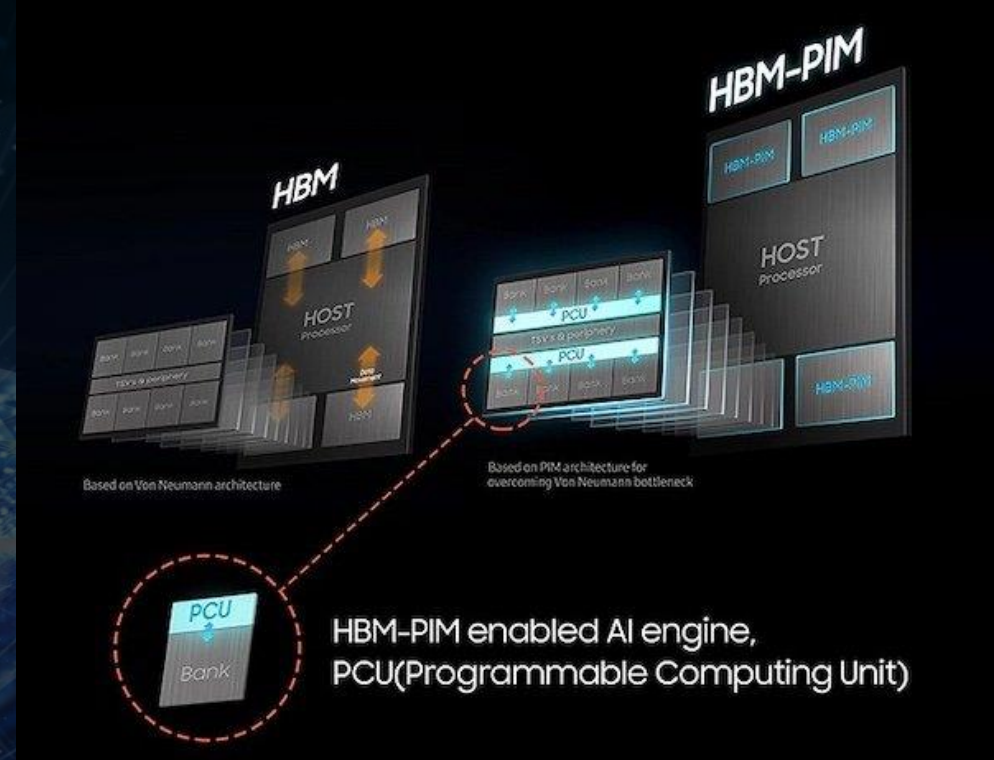 HBM
HBM
HBM
HOST
Processor
Data
Movement
HBM
Bank Bank Bank Bank
TSV's & periphery
Bank Bank Bank Bank
Based on Von Neumann architecture
HBM-PIM
HBM-PIM
HBM-PIM
HOST
Processor
HBM-PIM
Bank Bank Bank Bank
PCU
TSV's & periphery
PCU
Bank Bank Bank Bank
Based on PIM architecture for
overcoming Von Neumann bottleneck
PCU
Bank
HBM-PIM enabled AI engine,
PCU(Programmable Computing Unit)